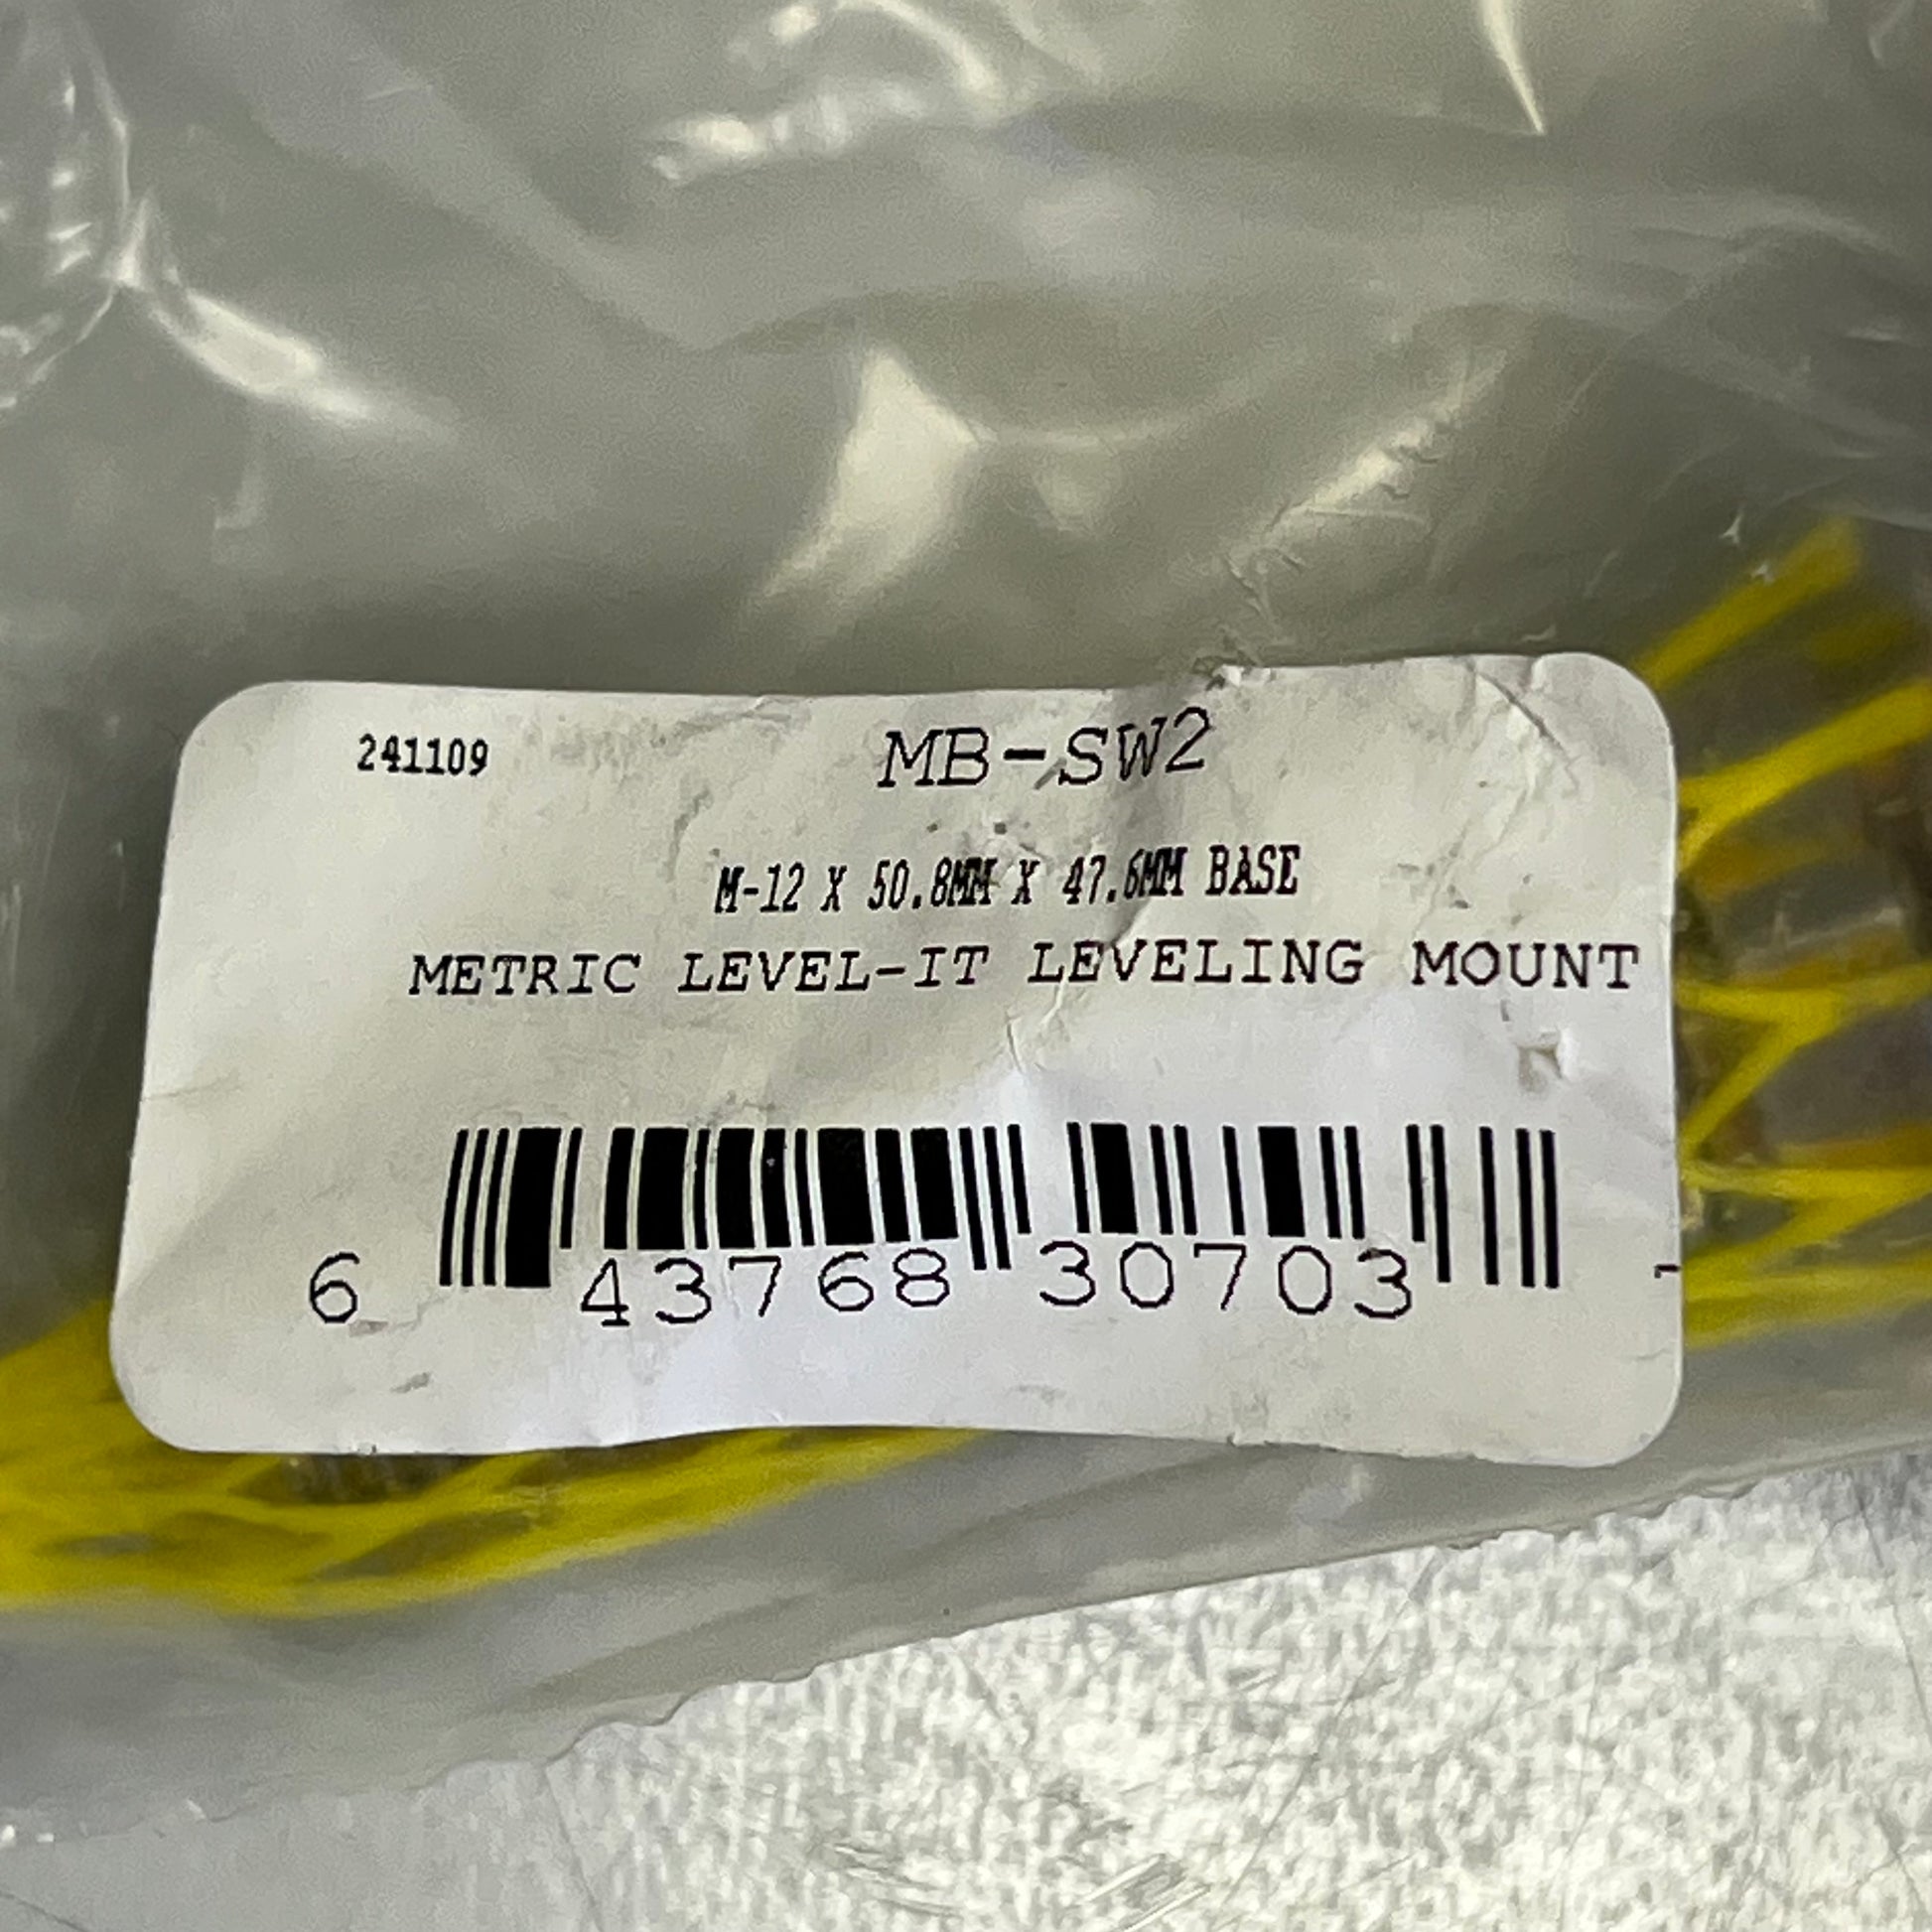 241109 MB-SW2
M-12 X 50.8MM X 47.6MM BASE
METRIC LEVEL-IT LEVELING MOUNT
6 43768 30703